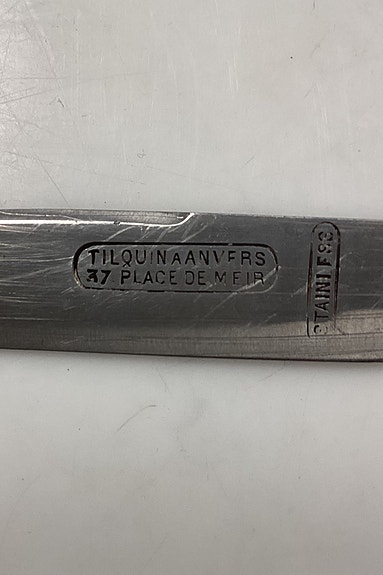 TILQUIN A ANVERS
37. PLACE DE MEIR
STAINLESS